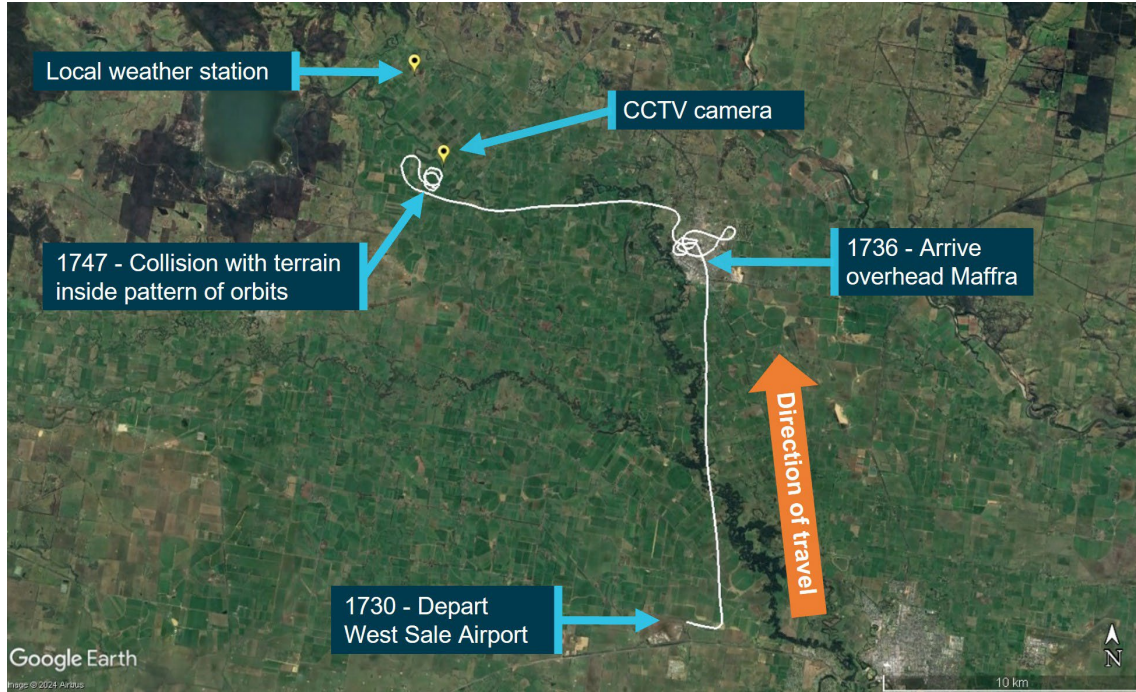 Local weather station
CCTV camera
1747 - Collision with terrain
inside pattern of orbits
1736 - Arrive
overhead Maffra
Direction of travel
1730 - Depart
West Sale Airport
Google Earth
Image © 2024 Airbus
10 km
N